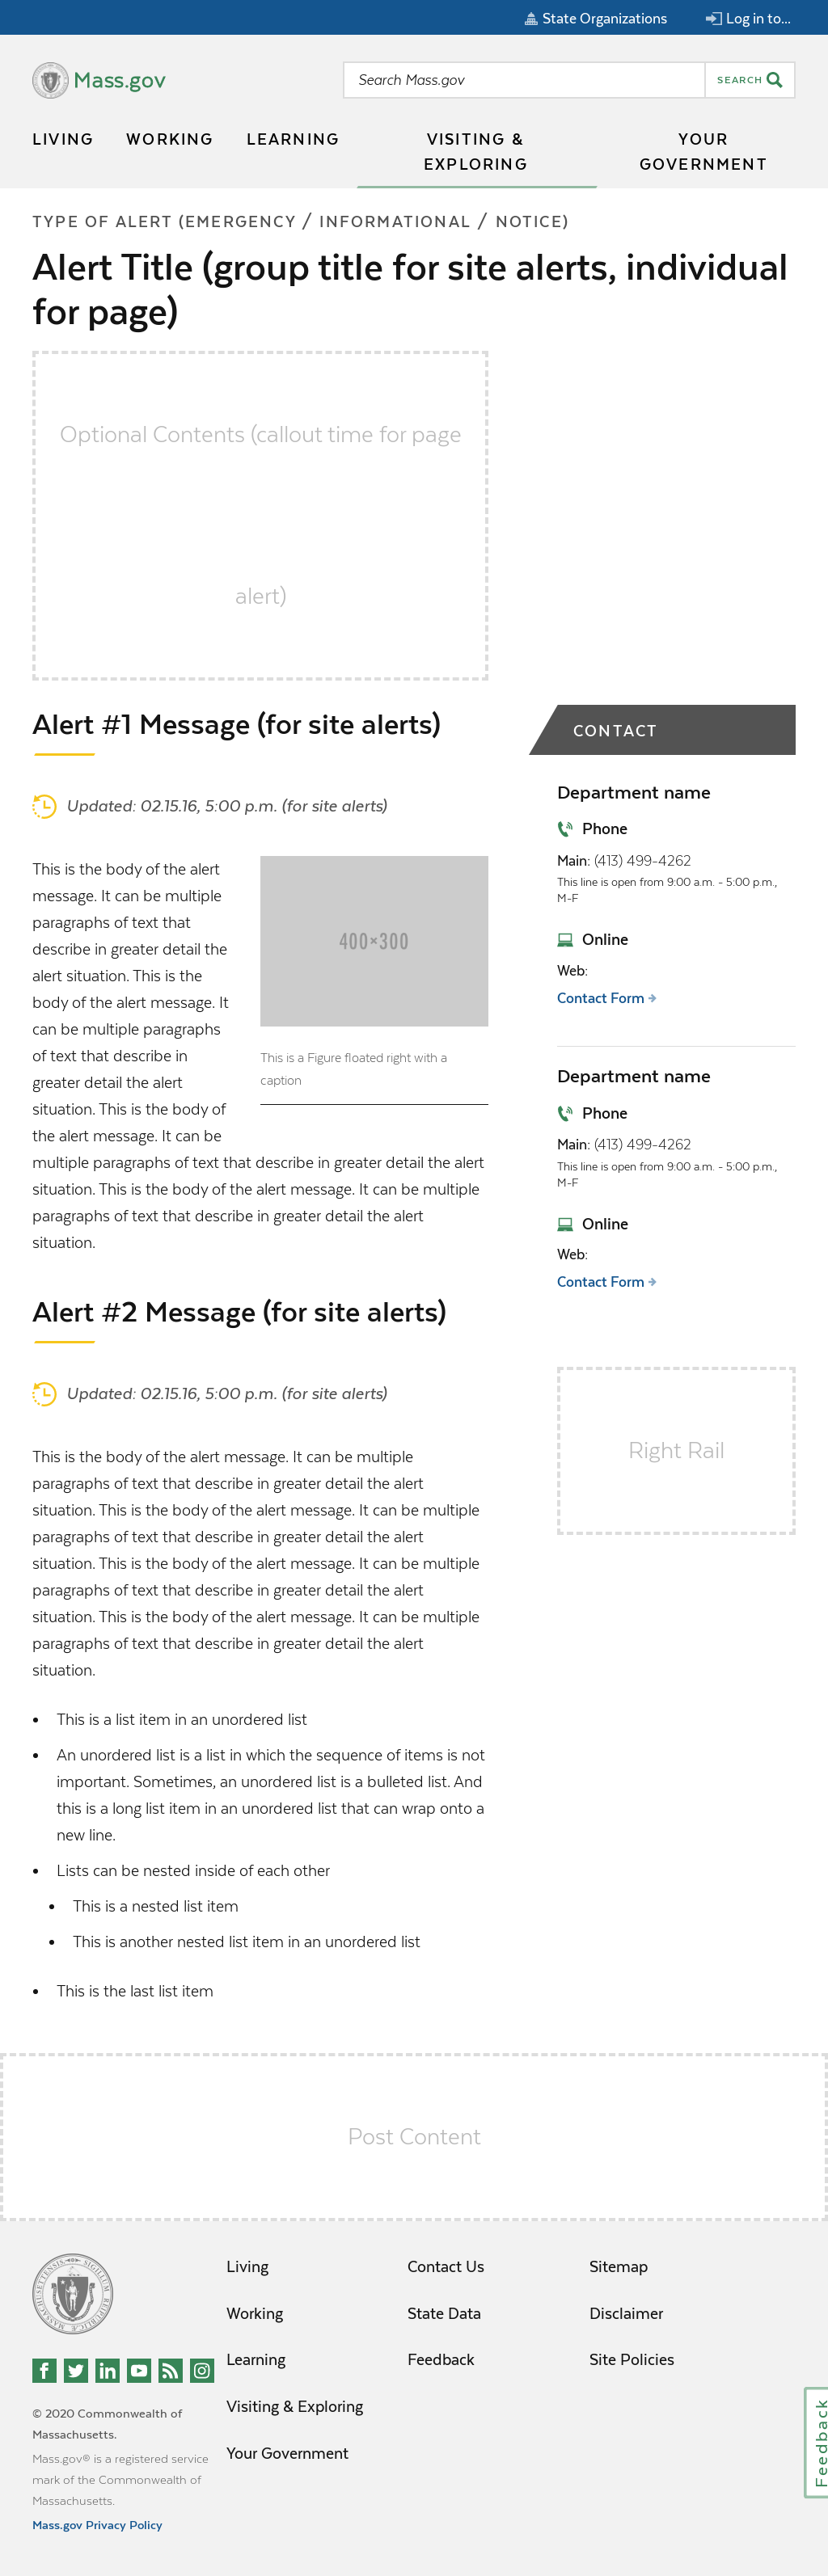 State Organizations
Log in to...
Mass.gov
Search Mass.gov
SEARCH
LIVING
WORKING
LEARNING
VISITING &
EXPLORING
YOUR
GOVERNMENT
TYPE OF ALERT (EMERGENCY / INFORMATIONAL / NOTICE)
Alert Title (group title for site alerts, individual
for page)
Optional Contents (callout time for page
alert)
Alert #1 Message (for site alerts)
Updated: 02.15.16, 5:00 p.m. (for site alerts)
This is the body of the alert
message. It can be multiple
paragraphs of text that
describe in greater detail the
alert situation. This is the
body of the alert message. It
can be multiple paragraphs
of text that describe in
greater detail the alert
situation. This is the body of
the alert message. It can be
multiple paragraphs of text that describe in greater detail the alert
situation. This is the body of the alert message. It can be multiple
paragraphs of text that describe in greater detail the alert
situation.
400×300
This is a Figure floated right with a
caption
Alert #2 Message (for site alerts)
Updated: 02.15.16, 5:00 p.m. (for site alerts)
This is the body of the alert message. It can be multiple
paragraphs of text that describe in greater detail the alert
situation. This is the body of the alert message. It can be multiple
paragraphs of text that describe in greater detail the alert
situation. This is the body of the alert message. It can be multiple
paragraphs of text that describe in greater detail the alert
situation. This is the body of the alert message. It can be multiple
paragraphs of text that describe in greater detail the alert
situation.
• This is a list item in an unordered list
• An unordered list is a list in which the sequence of items is not
important. Sometimes, an unordered list is a bulleted list. And
this is a long list item in an unordered list that can wrap onto a
new line.
• Lists can be nested inside of each other
• This is a nested list item
• This is another nested list item in an unordered list
• This is the last list item
CONTACT
Department name
Phone
Main: (413) 499-4262
This line is open from 9:00 a.m. - 5:00 p.m.,
M-F
Online
Web:
Contact Form
Department name
Phone
Main: (413) 499-4262
This line is open from 9:00 a.m. - 5:00 p.m.,
M-F
Online
Web:
Contact Form
Right Rail
Post Content
Living
Working
Learning
Visiting & Exploring
Your Government
Contact Us
State Data
Feedback
Sitemap
Disclaimer
Site Policies
© 2020 Commonwealth of
Massachusetts.
Mass.gov® is a registered service
mark of the Commonwealth of
Massachusetts.
Mass.gov Privacy Policy
Feedback